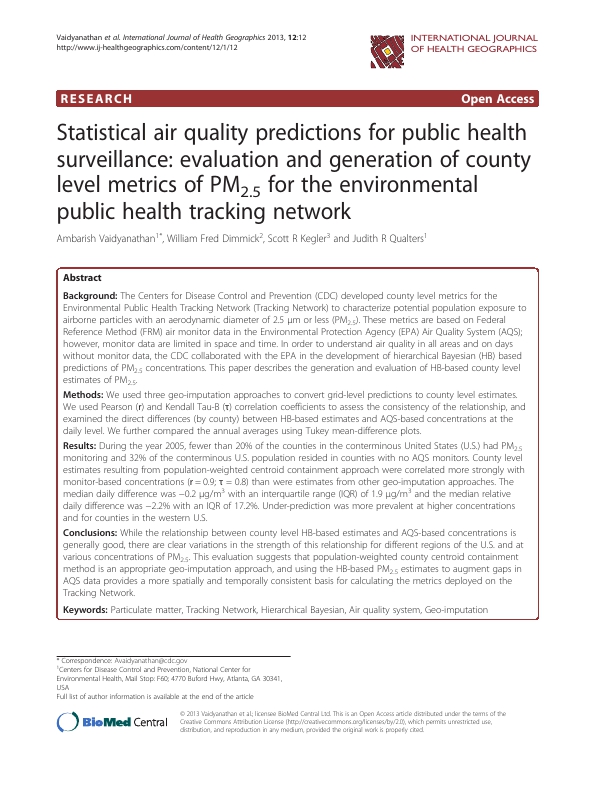 Vaidyanathan et al. International Journal of Health Geographics 2013, 12:12
http://www.ij-healthgeographics.com/content/12/1/12
INTERNATIONAL JOURNAL
OF HEALTH GEOGRAPHICS
RESEARCH
Open Access
Statistical air quality predictions for public health
surveillance: evaluation and generation of county
level metrics of PM2.5 for the environmental
public health tracking network
Ambarish Vaidyanathan1*, William Fred Dimmick2, Scott R Kegler3 and Judith R Qualters1
Abstract
Background: The Centers for Disease Control and Prevention (CDC) developed county level metrics for the
Environmental Public Health Tracking Network (Tracking Network) to characterize potential population exposure to
airborne particles with an aerodynamic diameter of 2.5 μm or less (PM2.5). These metrics are based on Federal
Reference Method (FRM) air monitor data in the Environmental Protection Agency (EPA) Air Quality System (AQS);
however, monitor data are limited in space and time. In order to understand air quality in all areas and on days
without monitor data, the CDC collaborated with the EPA in the development of hierarchical Bayesian (HB) based
predictions of PM2.5 concentrations. This paper describes the generation and evaluation of HB-based county level
estimates of PM2.5.
Methods: We used three geo-imputation approaches to convert grid-level predictions to county level estimates.
We used Pearson (r) and Kendall Tau-B (τ) correlation coefficients to assess the consistency of the relationship, and
examined the direct differences (by county) between HB-based estimates and AQS-based concentrations at the
daily level. We further compared the annual averages using Tukey mean-difference plots.
Results: During the year 2005, fewer than 20% of the counties in the conterminous United States (U.S.) had PM2.5
monitoring and 32% of the conterminous U.S. population resided in counties with no AQS monitors. County level
estimates resulting from population-weighted centroid containment approach were correlated more strongly with
monitor-based concentrations (r = 0.9; τ = 0.8) than were estimates from other geo-imputation approaches. The
median daily difference was −0.2 μg/m3 with an interquartile range (IQR) of 1.9 μg/m3 and the median relative
daily difference was −2.2% with an IQR of 17.2%. Under-prediction was more prevalent at higher concentrations
and for counties in the western U.S.
Conclusions: While the relationship between county level HB-based estimates and AQS-based concentrations is
generally good, there are clear variations in the strength of this relationship for different regions of the U.S. and at
various concentrations of PM2.5. This evaluation suggests that population-weighted county centroid containment
method is an appropriate geo-imputation approach, and using the HB-based PM2.5 estimates to augment gaps in
AQS data provides a more spatially and temporally consistent basis for calculating the metrics deployed on the
Tracking Network.
Keywords: Particulate matter, Tracking Network, Hierarchical Bayesian, Air quality system, Geo-imputation
* Correspondence: Avaidyanathan@cdc.gov
1Centers for Disease Control and Prevention, National Center for
Environmental Health, Mail Stop: F60; 4770 Buford Hwy, Atlanta, GA 30341,
USA
Full list of author information is available at the end of the article
BioMed Central
© 2013 Vaidyanathan et al.; licensee BioMed Central Ltd. This is an Open Access article distributed under the terms of the
Creative Commons Attribution License (http://creativecommons.org/licenses/by/2.0), which permits unrestricted use,
distribution, and reproduction in any medium, provided the original work is properly cited.